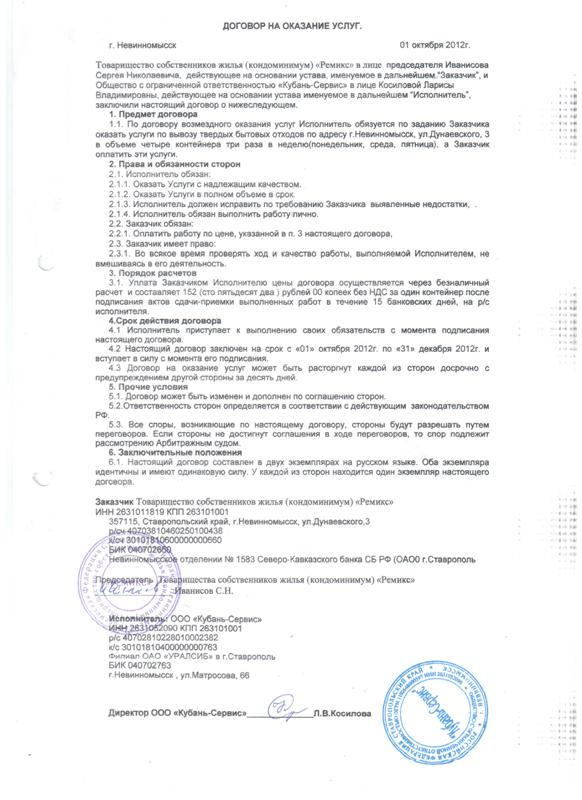 ДОГОВОР НА ОКАЗАНИЕ УСЛУГ.
г. Невинномысск 01 октября 2012г.
Товарищество собственников жилья (кондоминимум) «Ремикс» в лице председателя Иванисова
Сергея Николаевича, действующее на основании устава, именуемое в дальнейшем,"Заказчик", и
Общество с ограниченной ответственностью «Кубань-Сервис» в лице Косиловой Ларисы
Владимировны, действующее на основании устава именуемое в дальнейшем "Исполнитель",
заключили настоящий договор о нижеследующем.
1. Предмет договора
1.1. По договору возмездного оказания услуг Исполнитель обязуется по заданию Заказчика
оказать услуги по вывозу твердых бытовых отходов по адресу г.Невинномысск, ул.Дунаевского, 3
в объеме четыре контейнера три раза в неделю(понедельник, среда, пятница), а Заказчик
оплатить эти услуги.
2. Права и обязанности сторон
2.1. Исполнитель обязан:
2.1.1. Оказать Услуги с надлежащим качеством.
2.1.2. Оказать Услуги в полном объеме в срок.
2.1.3. Исполнитель должен исправить по требованию Заказчика выявленные недостатки, .
2.1.4. Исполнитель обязан выполнить работу лично.
2.2. Заказчик обязан:
2.2.1. Оплатить работу по цене, указанной в п. 3 настоящего договора,
2.3. Заказчик имеет право:
2.3.1. Во всякое время проверять ход и качество работы, выполняемой Исполнителем, не
вмешиваясь в его деятельность.
3. Порядок расчетов
3.1. Уплата Заказчиком Исполнителю цены договора осуществляется через безналичный
расчет и составляет 152 (сто пятьдесят два ) рублей 00 копеек без НДС за один контейнер после
подписания актов сдачи-приемки выполненных работ в течение 15 банковских дней, на р/с
исполнителя.
4.Срок действия договора
4.1 Исполнитель приступает к выполнению своих обязательств с момента подписания
настоящего договора.
4.2 Настоящий договор заключен на срок с «01» октября 2012г. по «31» декабря 2012г. и
вступает в силу с момента его подписания.
4.3 Договор на оказание услуг может быть расторгнут каждой из сторон досрочно с
предупреждением другой стороны за десять дней.
5. Прочие условия
5.1. Договор может быть изменен и дополнен по соглашению сторон.
5.2.Ответственность сторон определяется в соответствии с действующим законодательством
РФ.
5.3. Все споры, возникающие по настоящему договору, стороны будут разрешать путем
переговоров. Если стороны не достигнут соглашения в ходе переговоров, то спор подлежит
рассмотрению Арбитражным судом.
6. Заключительные положения
6.1. Настоящий договор составлен в двух экземплярах на русском языке. Оба экземпляра
идентичны и имеют одинаковую силу. У каждой из сторон находится один экземпляр настоящего
договора.
Заказчик Товарищество собственников жилья (кондоминимум) «Ремикс»
ИНН 2631011819 КПП 263101001
357115, Ставропольский край, г.Невинномысск, ул.Дунаевского,3
р/сч 40703810460250100436
к/сч 30101810600000000660
БИК 040702660
Невинномысское отделении № 1583 Северо-Кавказского банка СБ РФ (ОАО0 г.Ставрополь
Председатель Товарищества собственников жилья (кондоминимум) «Ремикс»
Иванисов С.Н.
Исполнитель: ООО «Кубань-Сервис»
ИНН 2631052090 КПП 263101001
р/с 40702810228010002382
к/с 30101810400000000763
Филиал ОАО «УРАЛСИБ» в г.Ставрополь
БИК 040702763
г.Невинномысск , ул.Матросова, 66
Директор ООО «Кубань-Сервис» Л.В.Косилова